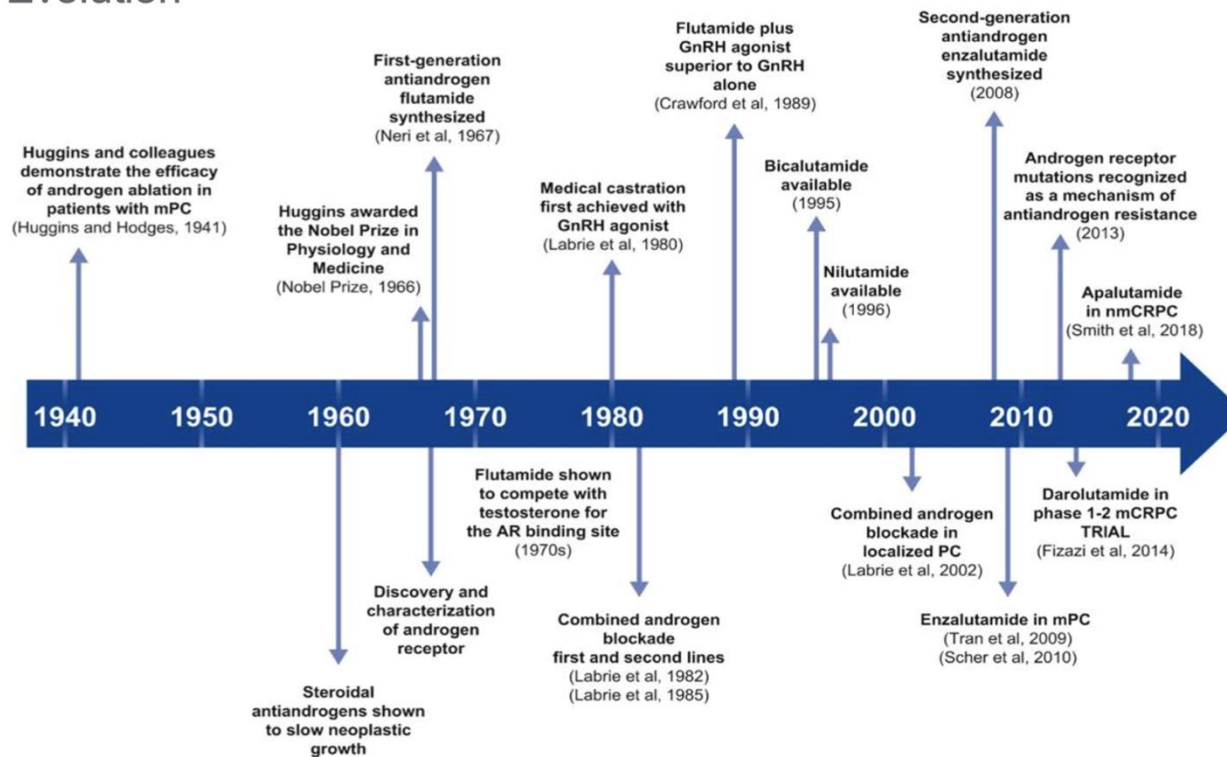 Evolution
Huggins and colleagues
demonstrate the efficacy
of androgen ablation in
patients with mPC
(Huggins and Hodges, 1941)
Huggins awarded
the Nobel Prize in
Physiology and
Medicine
(Nobel Prize, 1966)
First-generation
antiandrogen
flutamide
synthesized
(Neri et al, 1967)
Medical castration
first achieved with
GnRH agonist
(Labrie et al, 1980)
Flutamide plus
GnRH agonist
superior to GnRH
alone
(Crawford et al, 1989)
Bicalutamide
available
(1995)
Nilutamide
available
(1996)
Second-generation
antiandrogen
enzalutamide
synthesized
(2008)
Androgen receptor
mutations recognized
as a mechanism of
antiandrogen resistance
(2013)
Apalutamide
in nmCRPC
(Smith et al, 2018)
1940 1950 1960 1970 1980 1990 2000 2010 2020
Steroidal
antiandrogens shown
to slow neoplastic
growth
Discovery and
characterization
of androgen
receptor
Flutamide shown
to compete with
testosterone for
the AR binding site
(1970s)
Combined androgen
blockade
first and second lines
(Labrie et al, 1982)
(Labrie et al, 1985)
Combined androgen
blockade in
localized PC
(Labrie et al, 2002)
Enzalutamide in mPC
(Tran et al, 2009)
(Scher et al, 2010)
Darolutamide in
phase 1-2 mCRPC
TRIAL
(Fizazi et al, 2014)